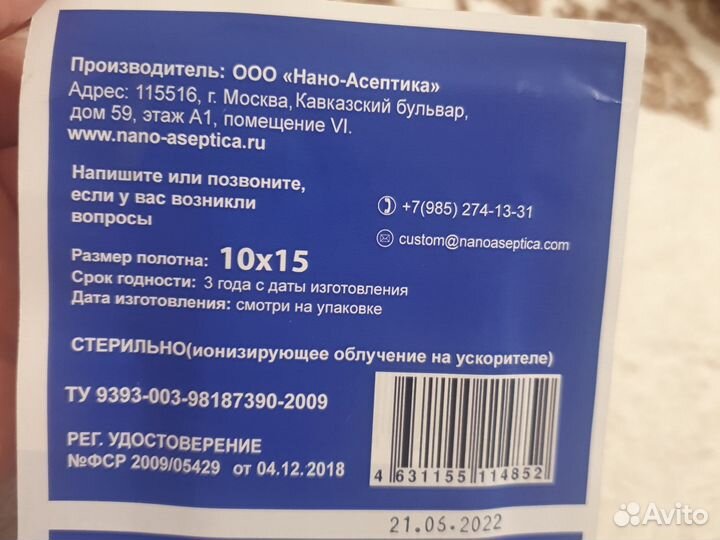 Производитель: ООО «Нано-Асептика»
Адрес: 115516, г. Москва, Кавказский бульвар,
дом 59, этаж А1, помещение VI.
www.nano-aseptica.ru
Напишите или позвоните,
если у вас возникли
вопросы
+7(985) 274-13-31
custom@nanoaseptica.com
Размер полотна: 10х15
Срок годности: 3 года с даты изготовления
Дата изготовления: смотри на упаковке
СТЕРИЛЬНО(ионизирующее облучение на ускорителе)
ТУ 9393-003-98187390-2009
РЕГ. УДОСТОВЕРЕНИЕ
№ФСР 2009/05429 от 04.12.2018
4 631155 114852
21.06.2022
Avito